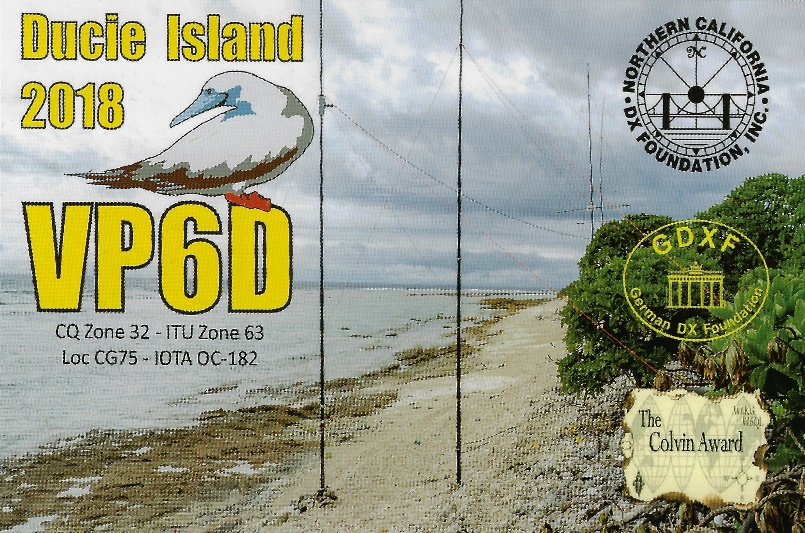 Ducie Island
2018
VP6D
CQ Zone 32 - ITU Zone 63
Loc CG75 - IOTA OC-182
NORTHERN CALIFORNIA
DX FOUNDATION, INC.
N
GDXF
German DX Foundation
The
Colvin Award